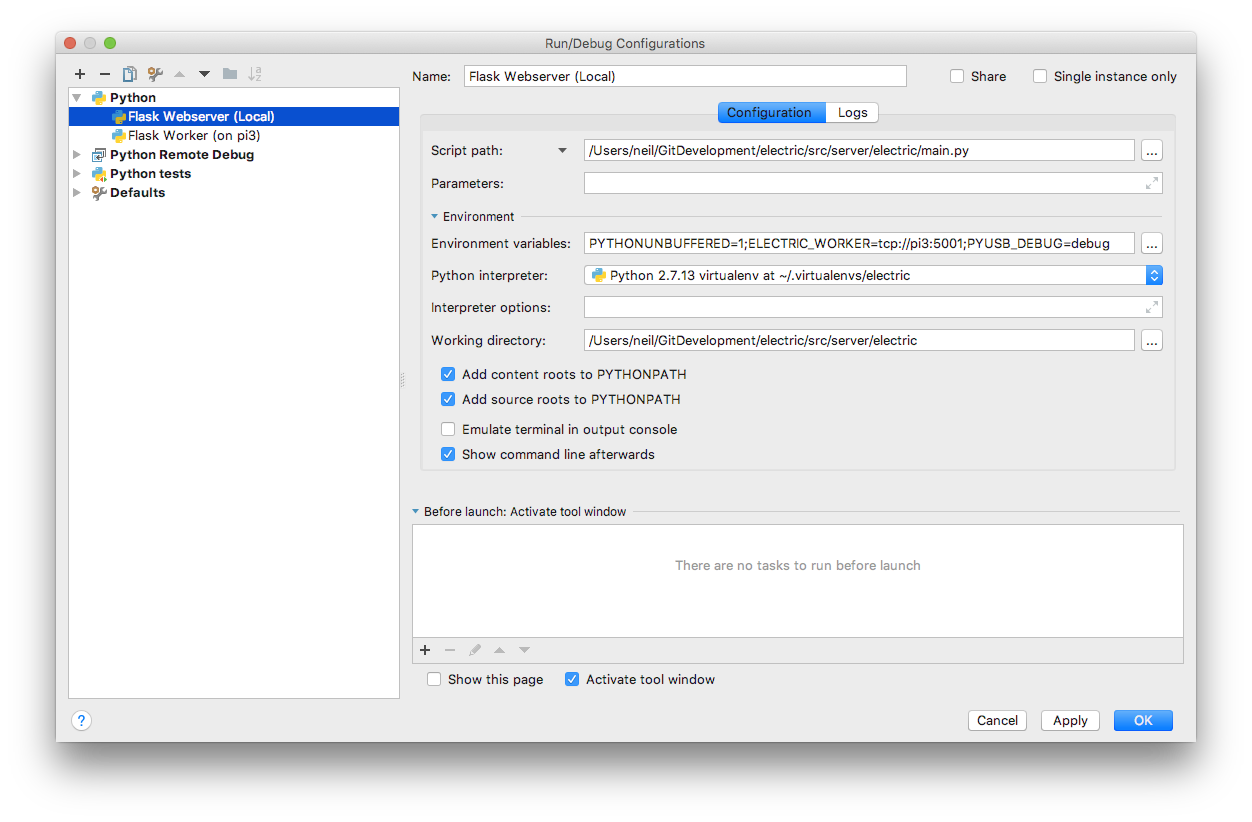 Run/Debug Configurations
Name: Flask Webserver (Local) Share Single instance only
Python
Flask Webserver (Local)
Flask Worker (on pi3)
Python Remote Debug
Python tests
Defaults
Configuration Logs
Script path: /Users/neil/GitDevelopment/electric/src/server/electric/main.py ...
Parameters:
Environment
Environment variables: PYTHONUNBUFFERED=1;ELECTRIC_WORKER=tcp://pi3:5001;PYUSB_DEBUG=debug ...
Python interpreter: Python 2.7.13 virtualenv at ~/.virtualenvs/electric
Interpreter options:
Working directory: /Users/neil/GitDevelopment/electric/src/server/electric ...
Add content roots to PYTHONPATH
Add source roots to PYTHONPATH
Emulate terminal in output console
Show command line afterwards
Before launch: Activate tool window
There are no tasks to run before launch
Show this page Activate tool window
? Cancel Apply OK